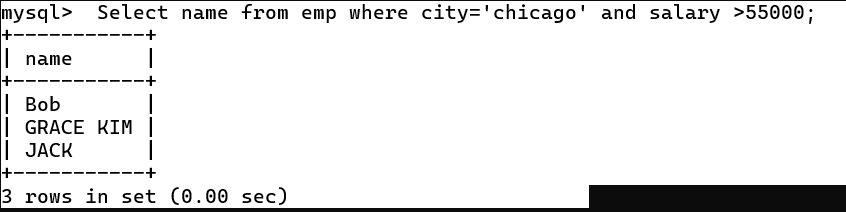 mysql>  Select name from emp where city='chicago' and salary >55000;
+-----------+
| name      |
+-----------+
| Bob       |
| GRACE KIM |
| JACK      |
+-----------+
3 rows in set (0.00 sec)